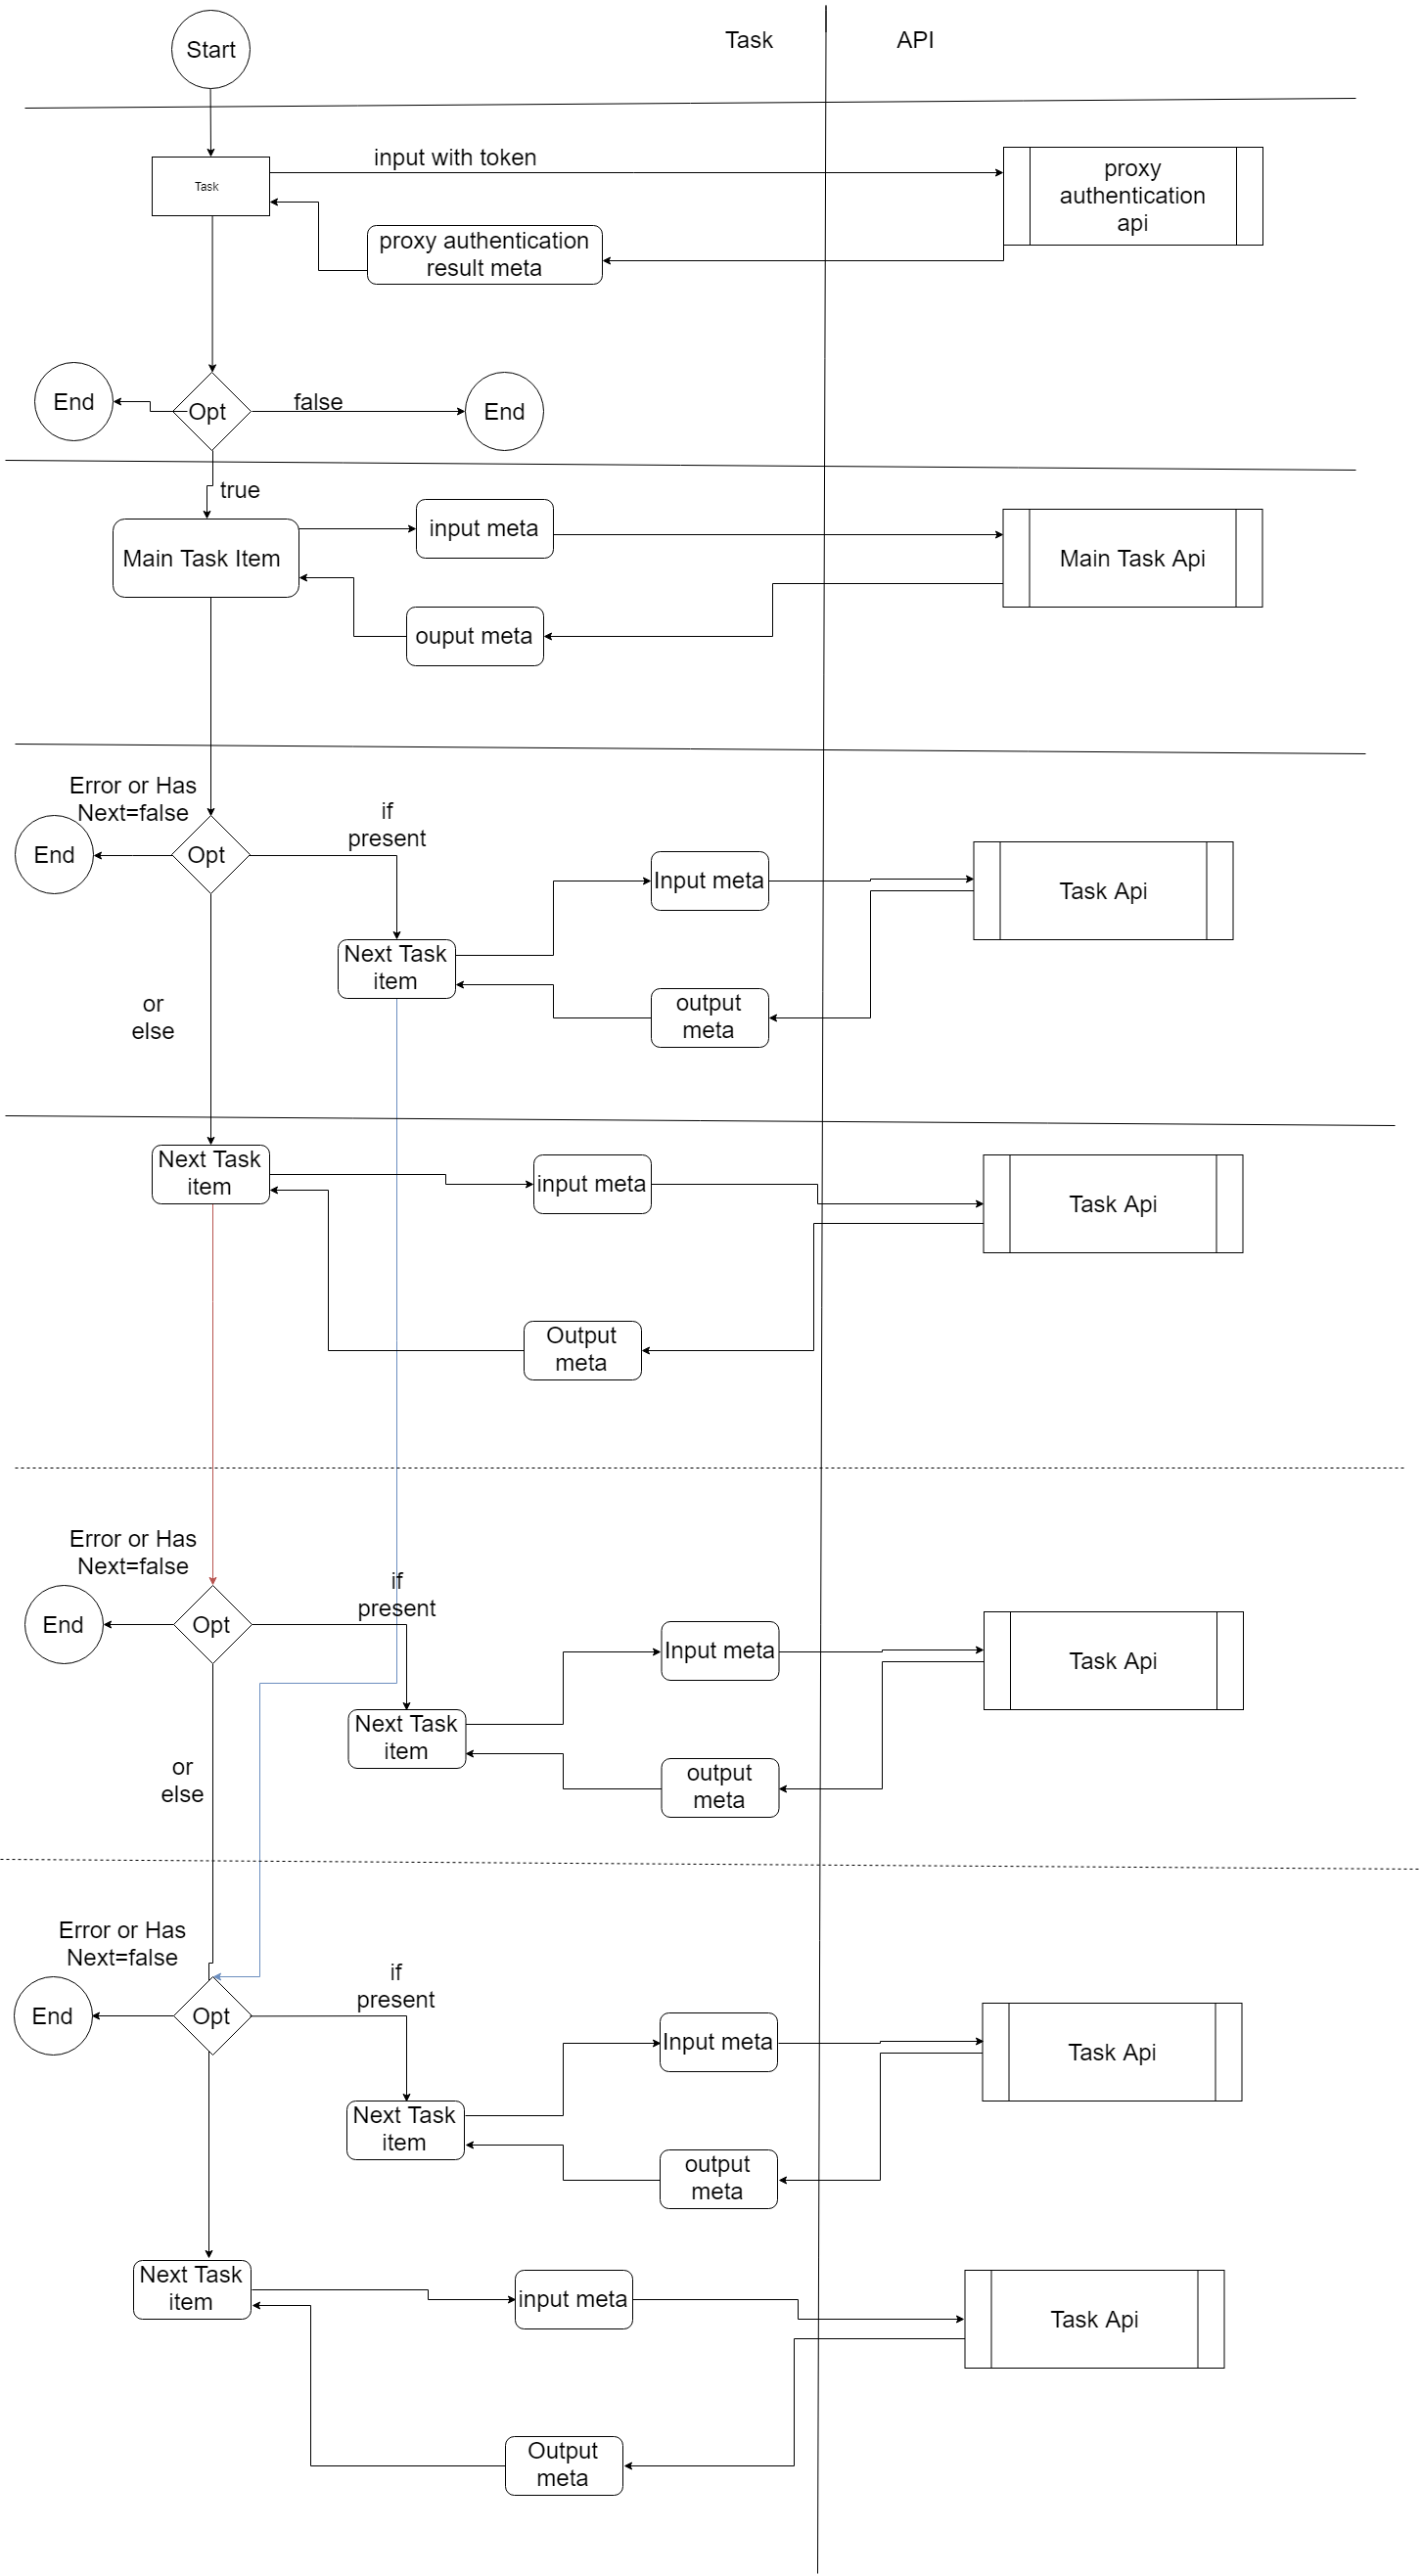 Start
Task
API
input with token
Task
proxy
authentication
api
proxy authentication
result meta
End
Opt
false
End
true
Main Task Item
input meta
Main Task Api
ouput meta
Error or Has
Next=false
if
present
End
Opt
Input meta
Task Api
Next Task
item
output
meta
or
else
Next Task
item
input meta
Task Api
Output
meta
Error or Has
Next=false
if
present
End
Opt
Input meta
Task Api
Next Task
item
output
meta
or
else
Error or Has
Next=false
if
present
End
Opt
Input meta
Task Api
Next Task
item
output
meta
Next Task
item
input meta
Task Api
Output
meta